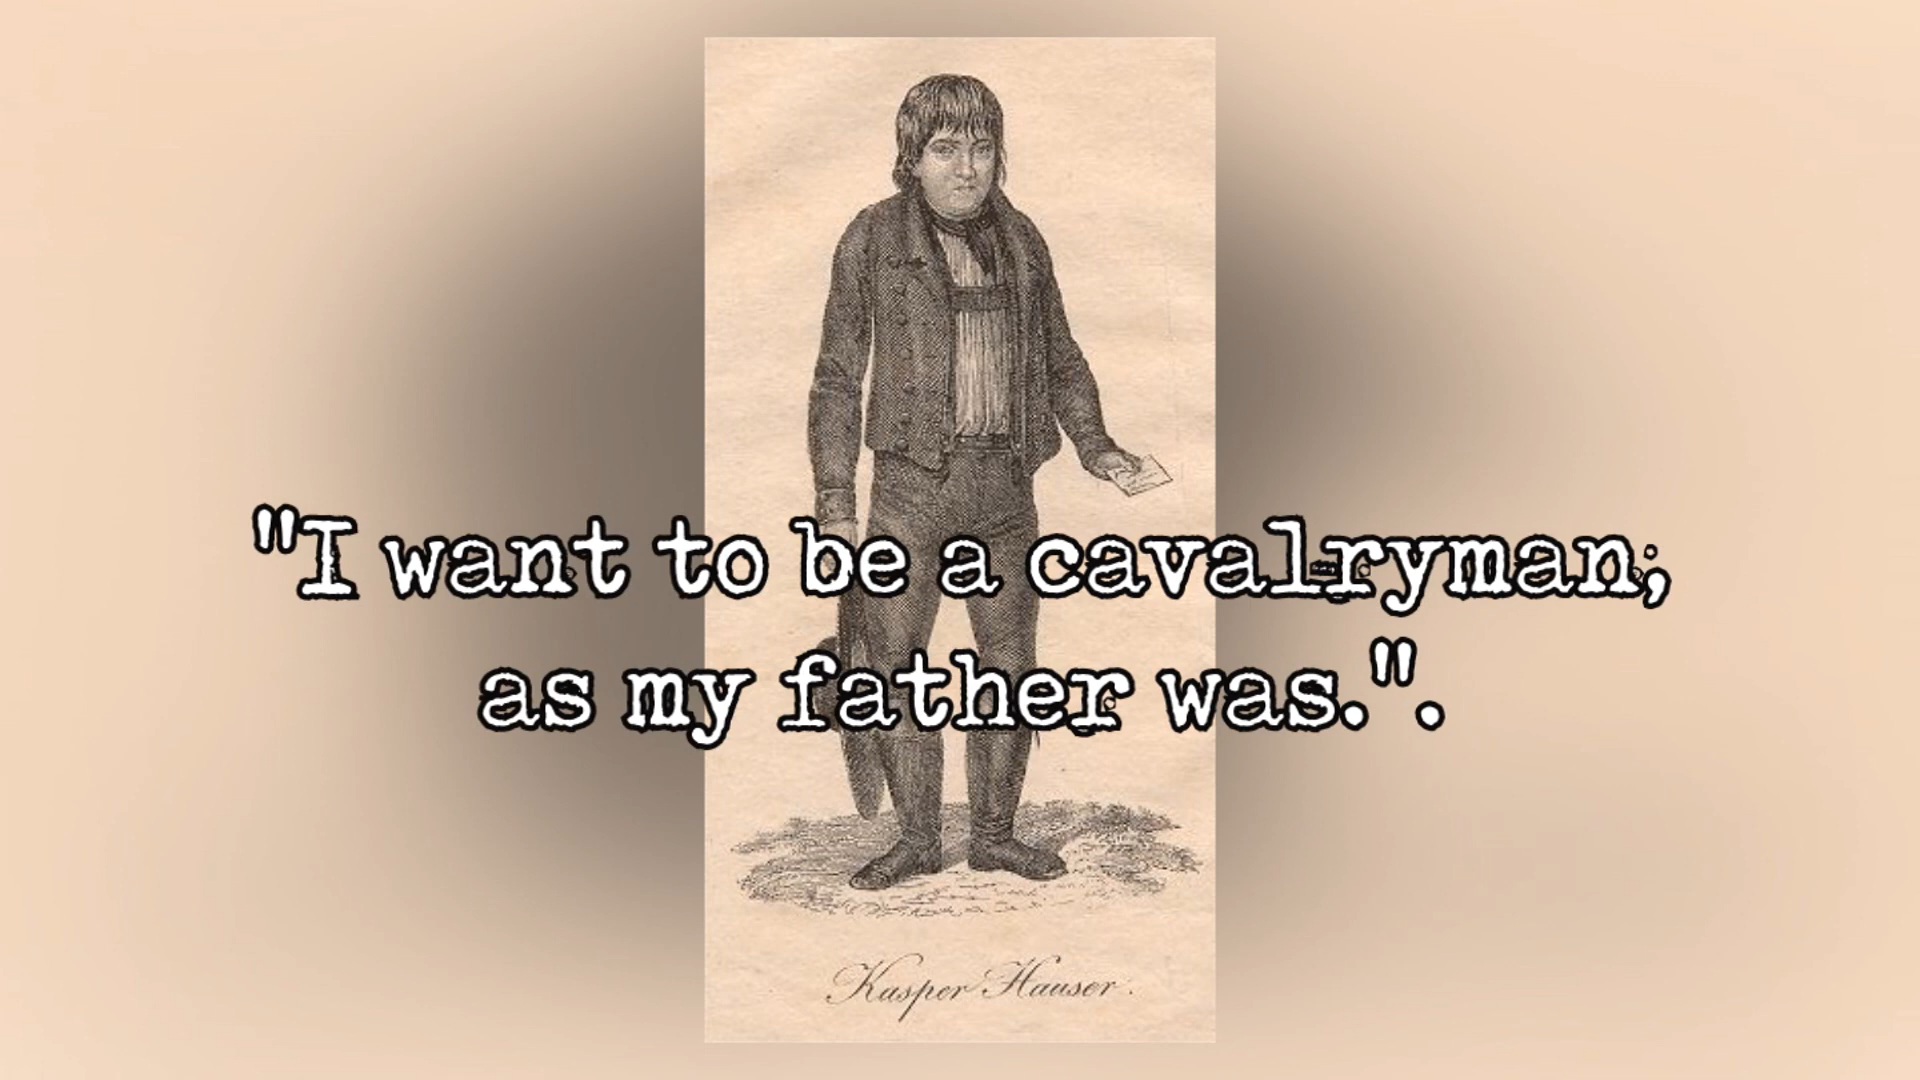 "I want to be a cavalryman,
as my father was.".
Kasper Hauser.